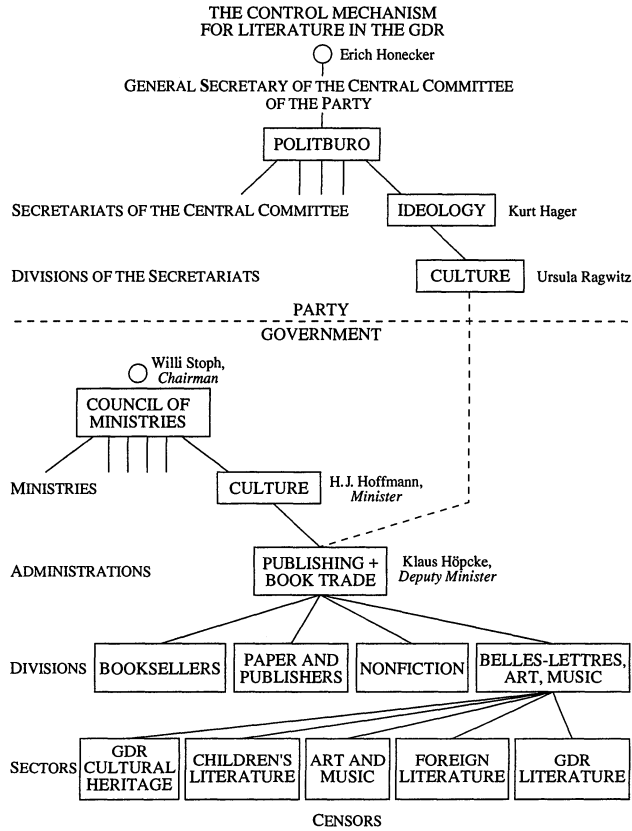 THE CONTROL MECHANISM
FOR LITERATURE IN THE GDR
Erich Honecker
GENERAL SECRETARY OF THE CENTRAL COMMITTEE
OF THE PARTY
POLITBURO
SECRETARIATS OF THE CENTRAL COMMITTEE
IDEOLOGY
Kurt Hager
DIVISIONS OF THE SECRETARIATS
CULTURE
Ursula Ragwitz
PARTY
GOVERNMENT
Willi Stoph,
Chairman
COUNCIL OF
MINISTRIES
MINISTRIES
CULTURE
H.J. Hoffmann,
Minister
ADMINISTRATIONS
PUBLISHING +
BOOK TRADE
Klaus Höpcke,
Deputy Minister
DIVISIONS
BOOKSELLERS
PAPER AND
PUBLISHERS
NONFICTION
BELLES-LETTRES,
ART, MUSIC
SECTORS
GDR
CULTURAL
HERITAGE
CHILDREN'S
LITERATURE
ART AND
MUSIC
FOREIGN
LITERATURE
GDR
LITERATURE
CENSORS